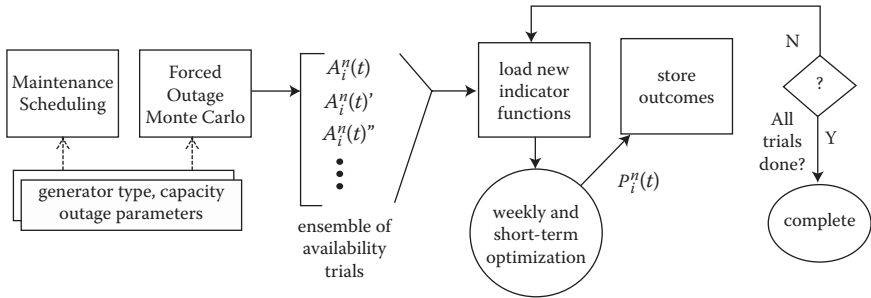 Maintenance
Scheduling
Forced
Outage
Monte Carlo
generator type, capacity
outage parameters
A_i^n(t)
A_i^n(t)'
A_i^n(t)"
ensemble of
availability
trials
load new
indicator
functions
weekly and
short-term
optimization
P_i^n(t)
store
outcomes
N
?
All
trials
done?
Y
complete